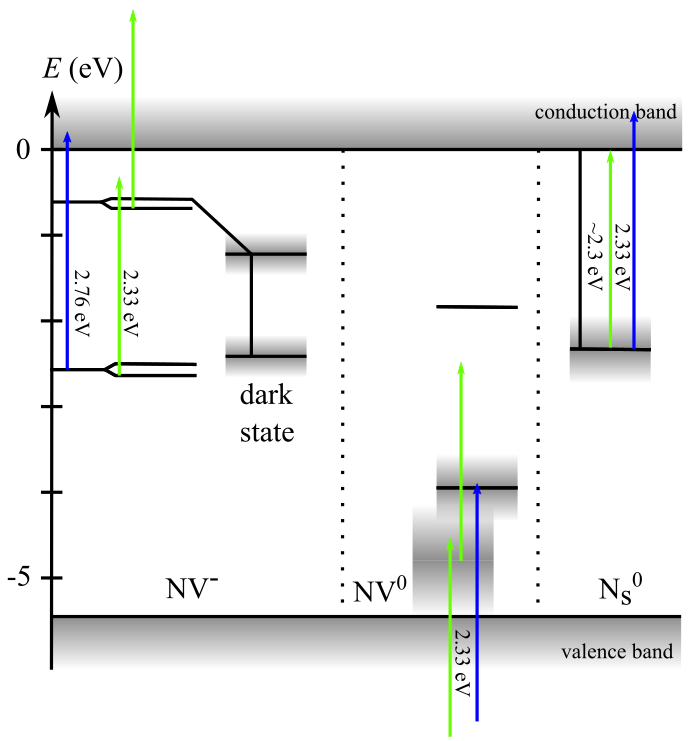 E (eV)
conduction band
0
2.76 eV
2.33 eV
~2.3 eV
2.33 eV
dark
state
-5
NV⁻
NV⁰
Nₛ⁰
2.33 eV
valence band